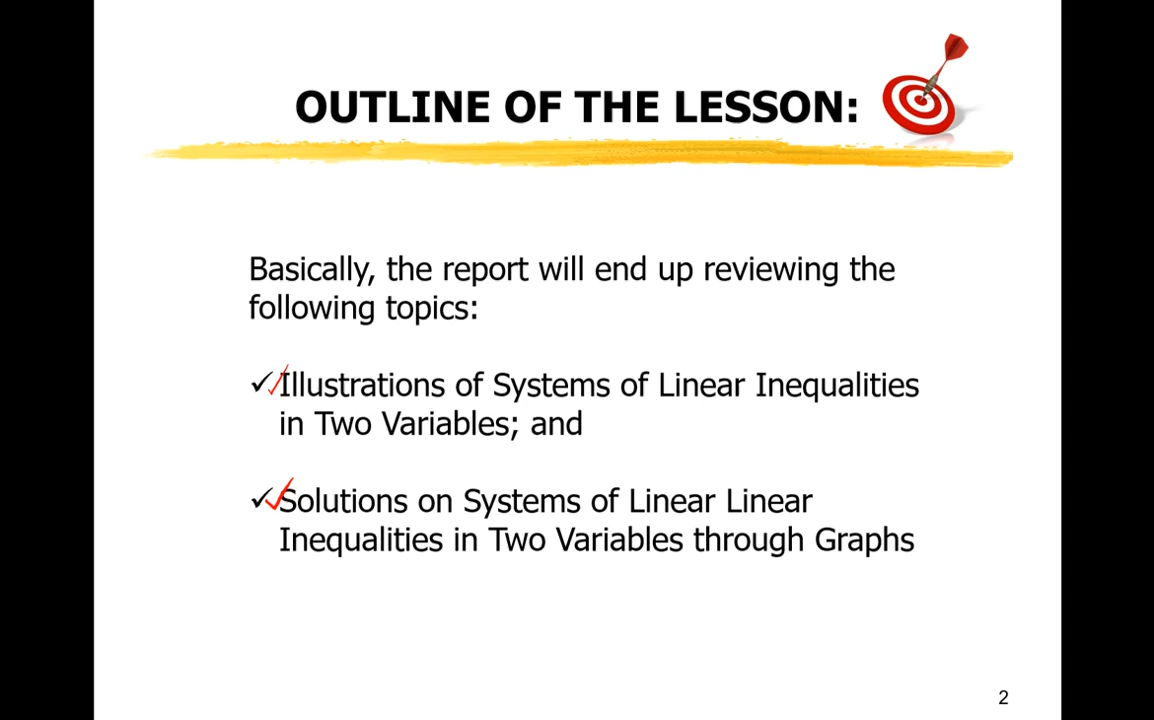 OUTLINE OF THE LESSON:
Basically, the report will end up reviewing the
following topics:
✓Illustrations of Systems of Linear Inequalities
in Two Variables; and
✓Solutions on Systems of Linear Linear
Inequalities in Two Variables through Graphs
2